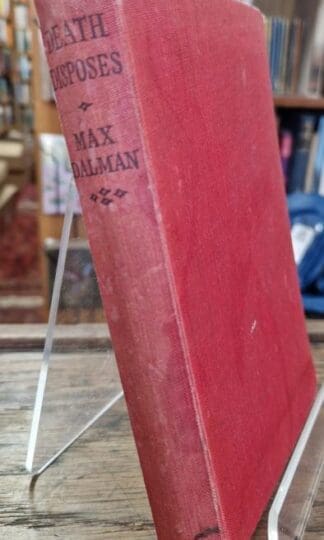 DEATH
DISPOSES
MAX
DALMAN